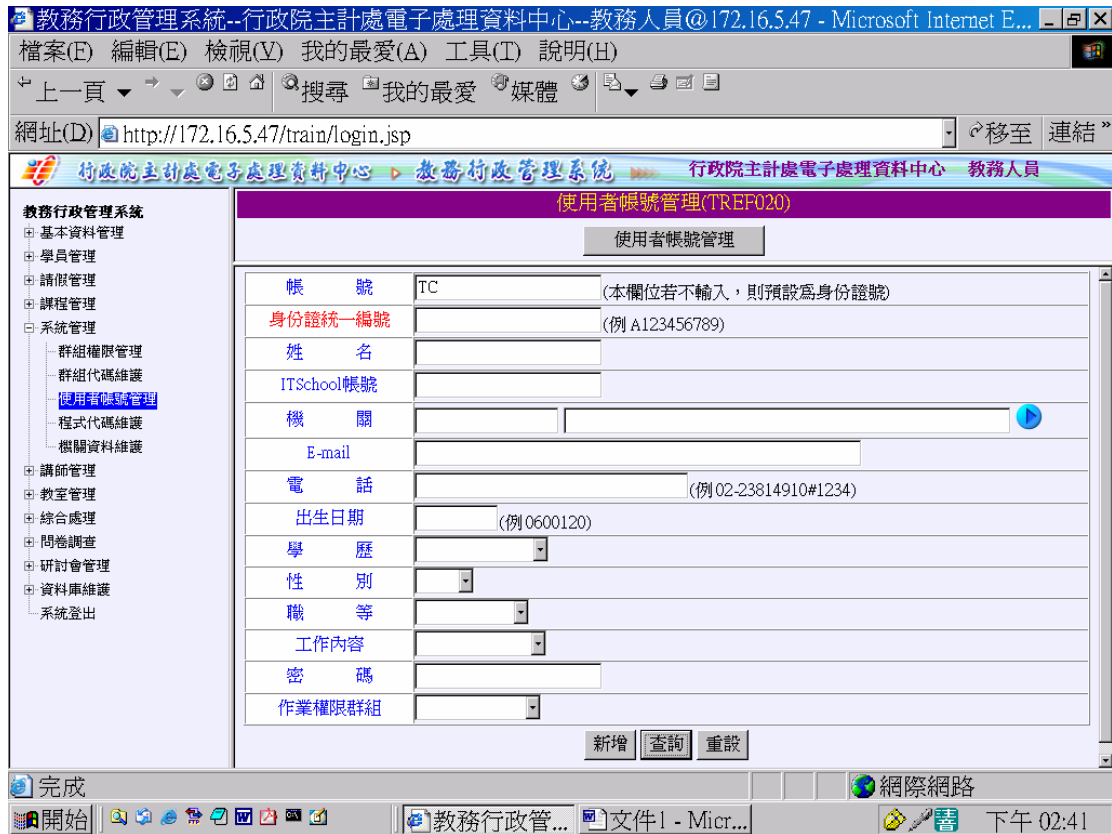 教務行政管理系統--行政院主計處電子處理資料中心--教務人員@172.16.5.47 - Microsoft Internet E...
檔案(F) 編輯(E) 檢視(V) 我的最愛(A) 工具(T) 說明(H)
上一頁 搜尋 我的最愛 媒體
網址(D) http://172.16.5.47/train/login.jsp 移至 連結 »
行政院主計處電子處理資料中心 教務行政管理系統 行政院主計處電子處理資料中心 教務人員
教務行政管理系統
基本資料管理
學員管理
請假管理
課程管理
系統管理
群組權限管理
群組代碼維護
使用者帳號管理
程式代碼維護
機關資料維護
講師管理
教室管理
綜合處理
問卷調查
研討會管理
資料庫維護
系統登出
使用者帳號管理(TREF020)
使用者帳號管理
帳 號 TC (本欄位若不輸入,則預設為身份證號)
身份證統一編號 (例 A123456789)
姓 名
ITSchool帳號
機 關
E-mail
電 話 (例 02-23814910#1234)
出生日期 (例 0600120)
學 歷
性 別
職 等
工作內容
密 碼
作業權限群組
新增 查詢 重設
完成 網際網路
開始 教務行政管... 文件1 - Micr... 下午 02:41